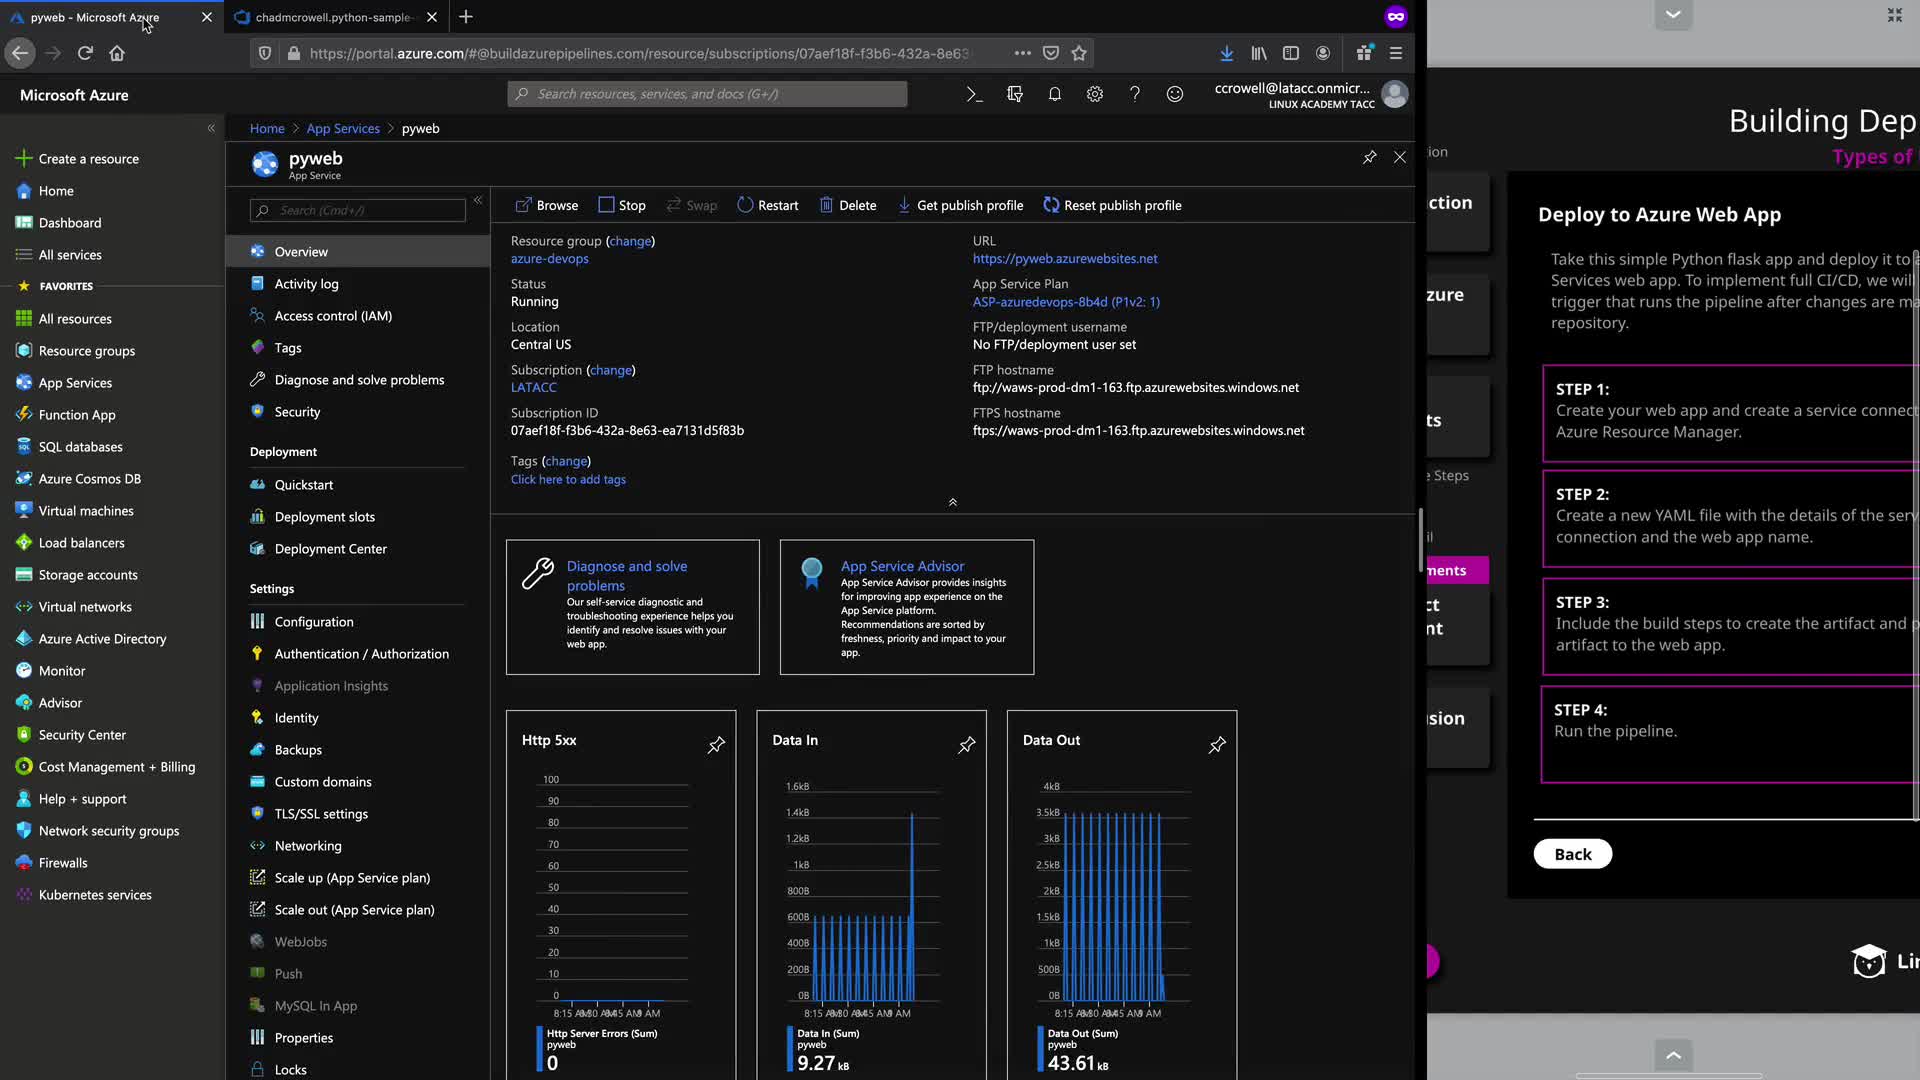 pyweb - Microsoft Azure
chadmcrowell.python-sample-
https://portal.azure.com/#@buildazurepipelines.com/resource/subscriptions/07aef18f-f3b6-432a-8e63
Microsoft Azure
Search resources, services, and docs (G+/)
ccrowell@latacc.onmicr...
LINUX ACADEMY TACC
Create a resource
Home
Dashboard
All services
FAVORITES
All resources
Resource groups
App Services
Function App
SQL databases
Azure Cosmos DB
Virtual machines
Load balancers
Storage accounts
Virtual networks
Azure Active Directory
Monitor
Advisor
Security Center
Cost Management + Billing
Help + support
Network security groups
Firewalls
Kubernetes services
Home > App Services > pyweb
pyweb
App Service
Search (Cmd+/)
Overview
Activity log
Access control (IAM)
Tags
Diagnose and solve problems
Security
Deployment
Quickstart
Deployment slots
Deployment Center
Settings
Configuration
Authentication / Authorization
Application Insights
Identity
Backups
Custom domains
TLS/SSL settings
Networking
Scale up (App Service plan)
Scale out (App Service plan)
WebJobs
Push
MySQL In App
Properties
Locks
Browse Stop Swap Restart Delete Get publish profile Reset publish profile
Resource group (change)
azure-devops
Status
Running
Location
Central US
Subscription (change)
LATACC
Subscription ID
07aef18f-f3b6-432a-8e63-ea7131d5f83b
Tags (change)
Click here to add tags
URL
https://pyweb.azurewebsites.net
App Service Plan
ASP-azuredevops-8b4d (P1v2: 1)
FTP/deployment username
No FTP/deployment user set
FTP hostname
ftp://waws-prod-dm1-163.ftp.azurewebsites.windows.net
FTPS hostname
ftps://waws-prod-dm1-163.ftp.azurewebsites.windows.net
Diagnose and solve
problems
Our self-service diagnostic and
troubleshooting experience helps you
identify and resolve issues with your
web app.
App Service Advisor
App Service Advisor provides insights
for improving app experience on the
App Service platform.
Recommendations are sorted by
freshness, priority and impact to your
app.
Http 5xx
100
90
80
70
60
50
40
30
20
10
0
8:15 AM
Http Server Errors (Sum)
pyweb
0
Data In
1.6kB
1.4kB
1.2kB
1kB
800B
600B
400B
200B
0B
8:15 AM
Data In (Sum)
pyweb
9.27 kB
Data Out
4kB
3.5kB
3kB
2.5kB
2kB
1.5kB
1kB
500B
0B
8:15 AM
Data Out (Sum)
pyweb
43.61 kB
Building Dep
Types of
ion
ction
zure
ts
e Steps
il
ments
ct
nt
sion
Deploy to Azure Web App
Take this simple Python flask app and deploy it to a
Services web app. To implement full CI/CD, we will
trigger that runs the pipeline after changes are ma
repository.
STEP 1:
Create your web app and create a service connect
Azure Resource Manager.
STEP 2:
Create a new YAML file with the details of the serv
connection and the web app name.
STEP 3:
Include the build steps to create the artifact and p
artifact to the web app.
STEP 4:
Run the pipeline.
Back
Lin